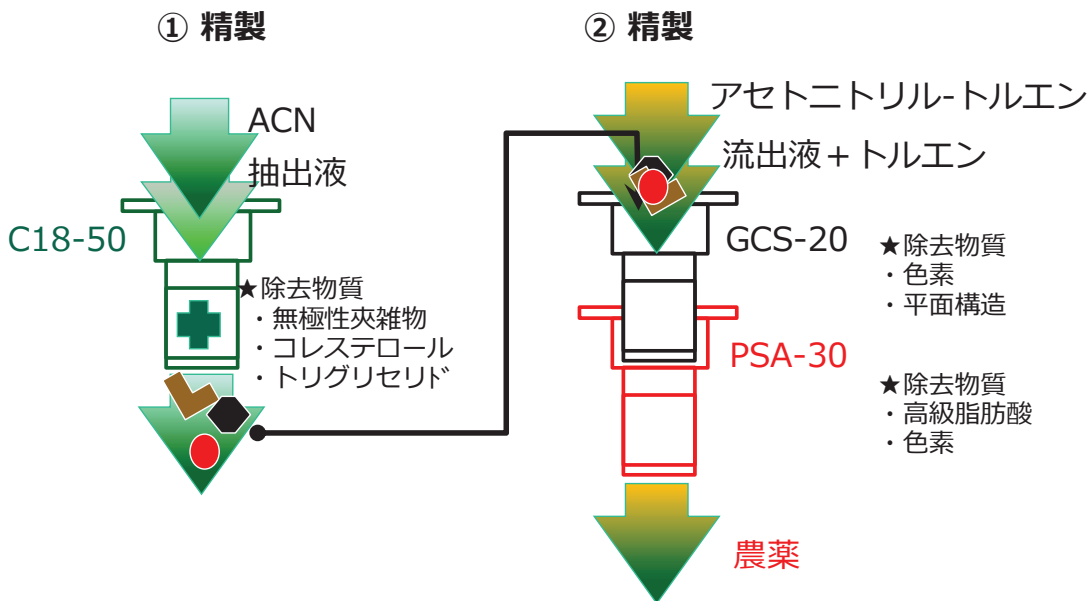 ① 精製
ACN
抽出液
C18-50
★除去物質
・無極性夾雑物
・コレステロール
・トリグリセリド
② 精製
アセトニトリル-トルエン
流出液＋トルエン
GCS-20
★除去物質
・色素
・平面構造
PSA-30
★除去物質
・高級脂肪酸
・色素
農薬